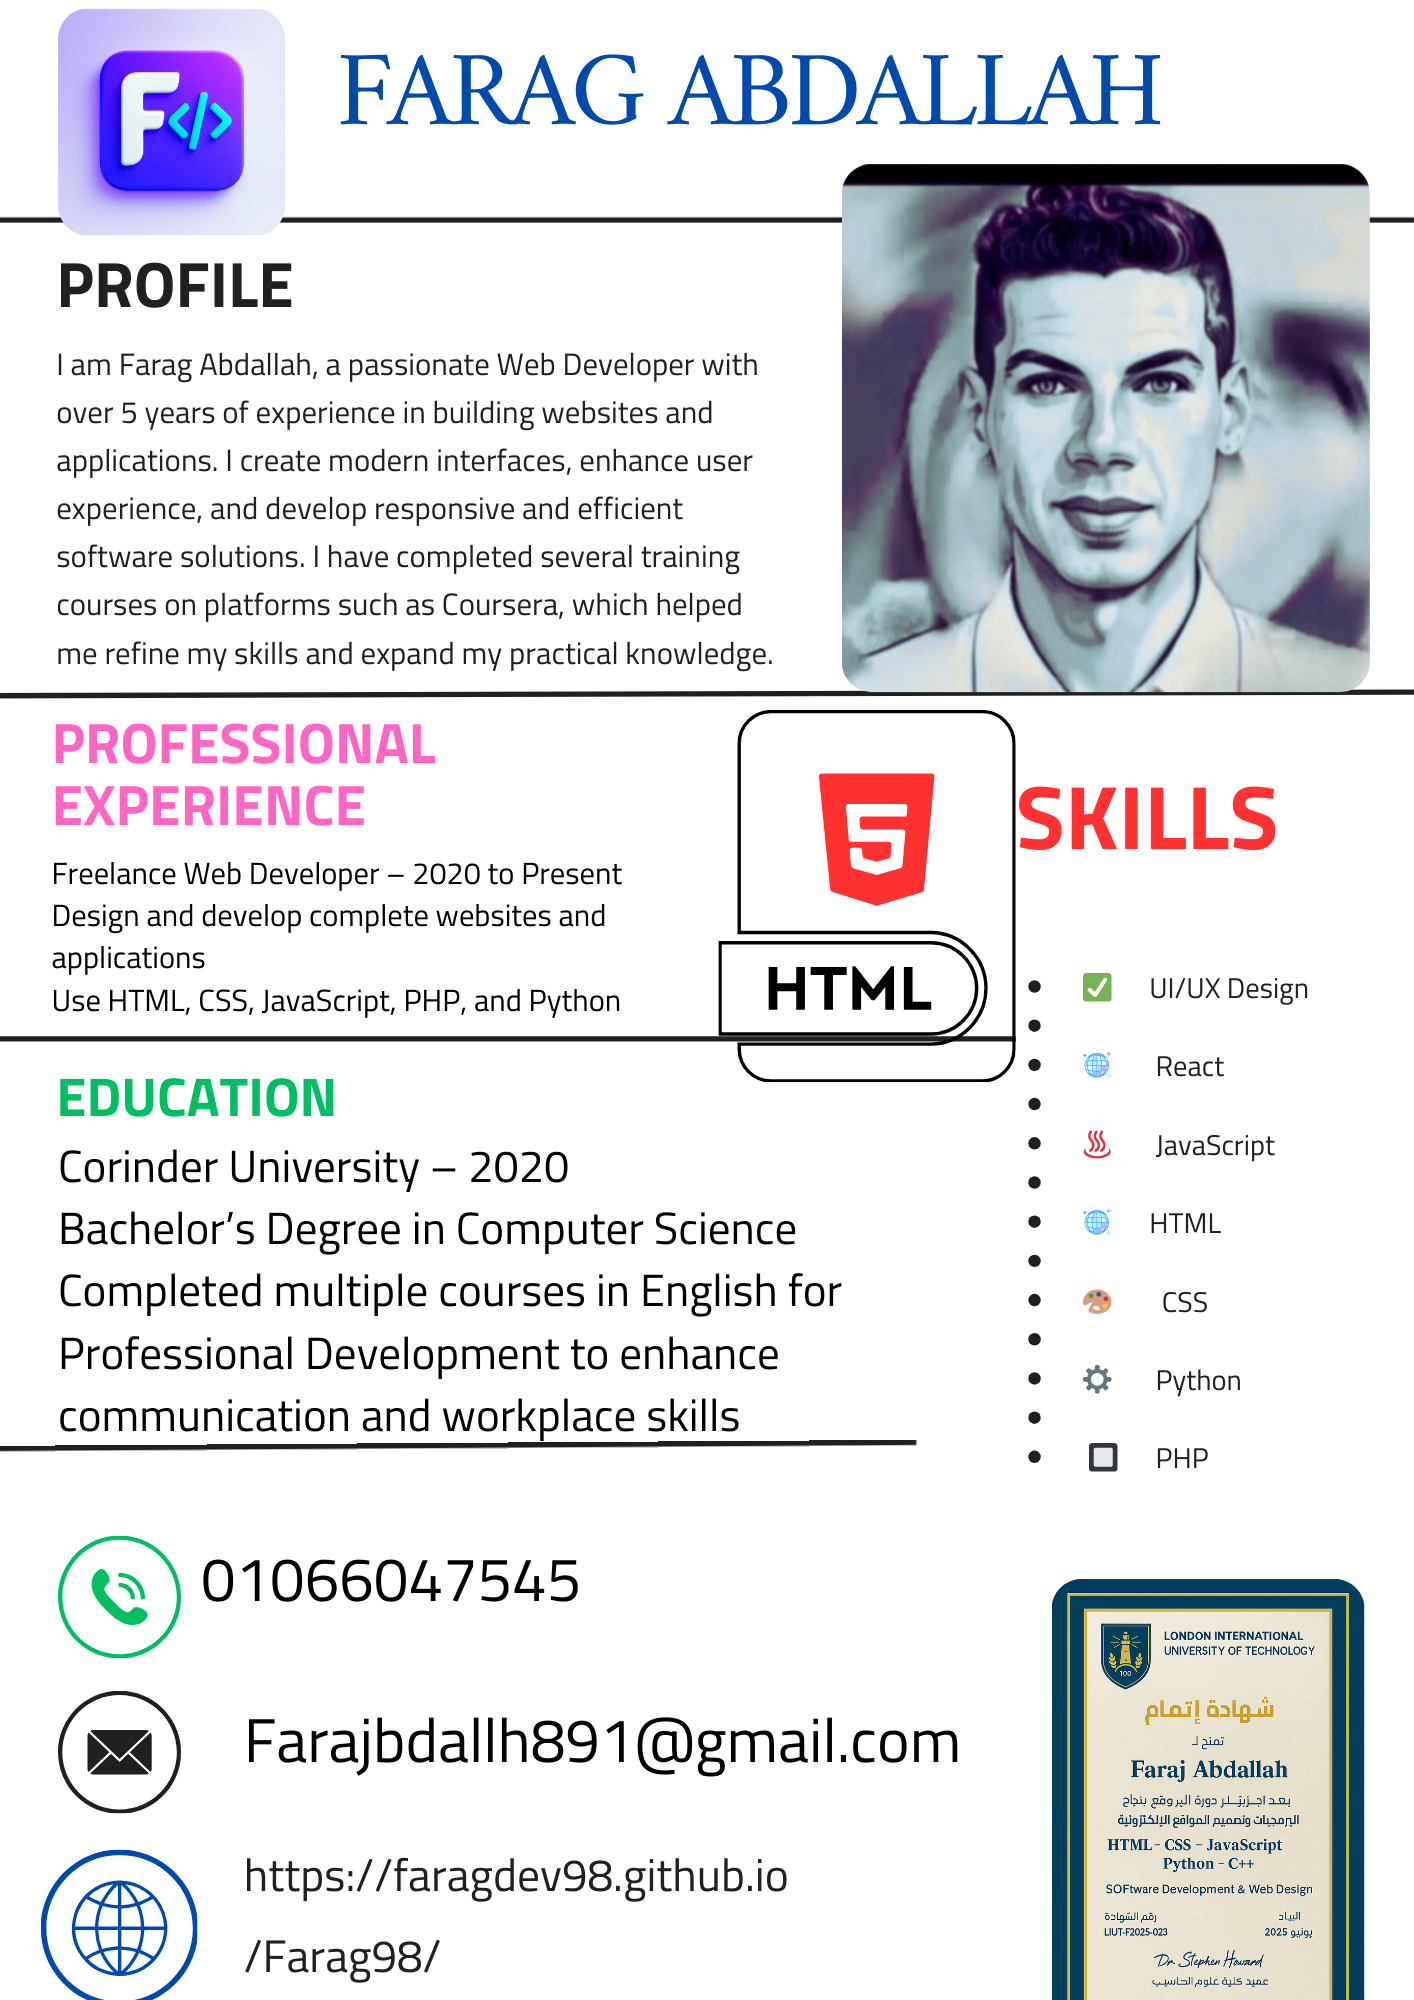 F</>
FARAG ABDALLAH
PROFILE
I am Farag Abdallah, a passionate Web Developer with
over 5 years of experience in building websites and
applications. I create modern interfaces, enhance user
experience, and develop responsive and efficient
software solutions. I have completed several training
courses on platforms such as Coursera, which helped
me refine my skills and expand my practical knowledge.
PROFESSIONAL
EXPERIENCE
Freelance Web Developer – 2020 to Present
Design and develop complete websites and
applications
Use HTML, CSS, JavaScript, PHP, and Python
5
HTML
SKILLS
UI/UX Design
React
JavaScript
HTML
CSS
Python
PHP
EDUCATION
Corinder University – 2020
Bachelor’s Degree in Computer Science
Completed multiple courses in English for
Professional Development to enhance
communication and workplace skills
01066047545
Farajbdallh891@gmail.com
https://faragdev98.github.io
/Farag98/
LONDON INTERNATIONAL
UNIVERSITY OF TECHNOLOGY
100
شهادة إتمام
تمنح لـ
Faraj Abdallah
بعد دورة بنجاح
البرمجيات وتصميم المواقع الإلكترونية
HTML - CSS - JavaScript
Python - C++
SOFtware Development & Web Design
رقم الشهادة
LIUT-F2025-023
يونيو 2025
Dr. Stephen Howard
عميد كلية علوم الحاسيب